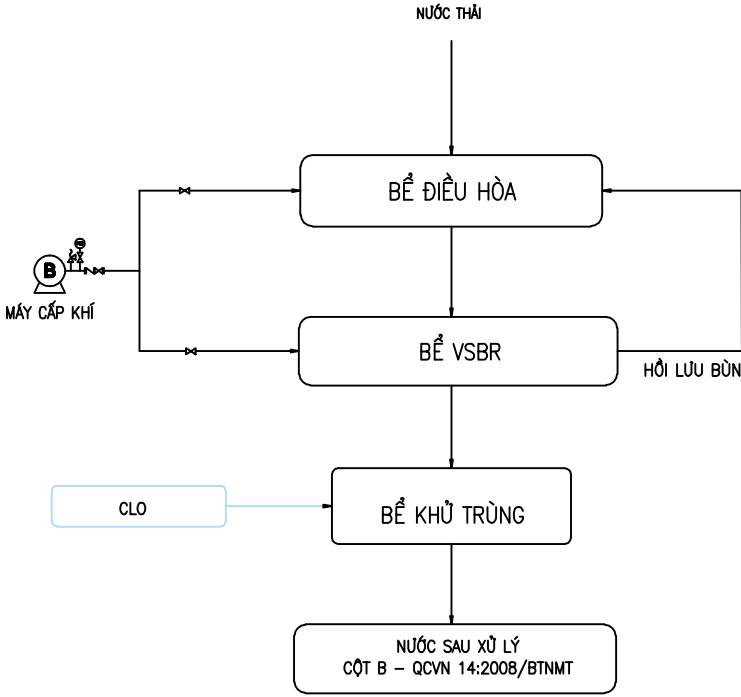 NƯỚC THẢI
BỂ ĐIỀU HÒA
B
MÁY CẤP KHÍ
BỂ VSBR
HỒI LƯU BÙN
CLO
BỂ KHỬ TRÙNG
NƯỚC SAU XỬ LÝ
CỘT B – QCVN 14:2008/BTNMT